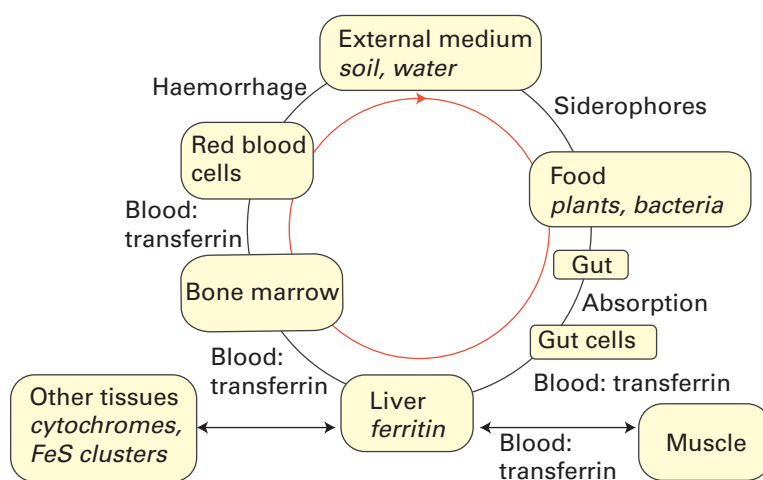 External medium
soil, water
Haemorrhage
Siderophores
Red blood
cells
Food
plants, bacteria
Blood:
transferrin
Gut
Bone marrow
Absorption
Gut cells
Blood:
transferrin
Blood: transferrin
Other tissues
cytochromes,
FeS clusters
Liver
ferritin
Blood:
transferrin
Muscle